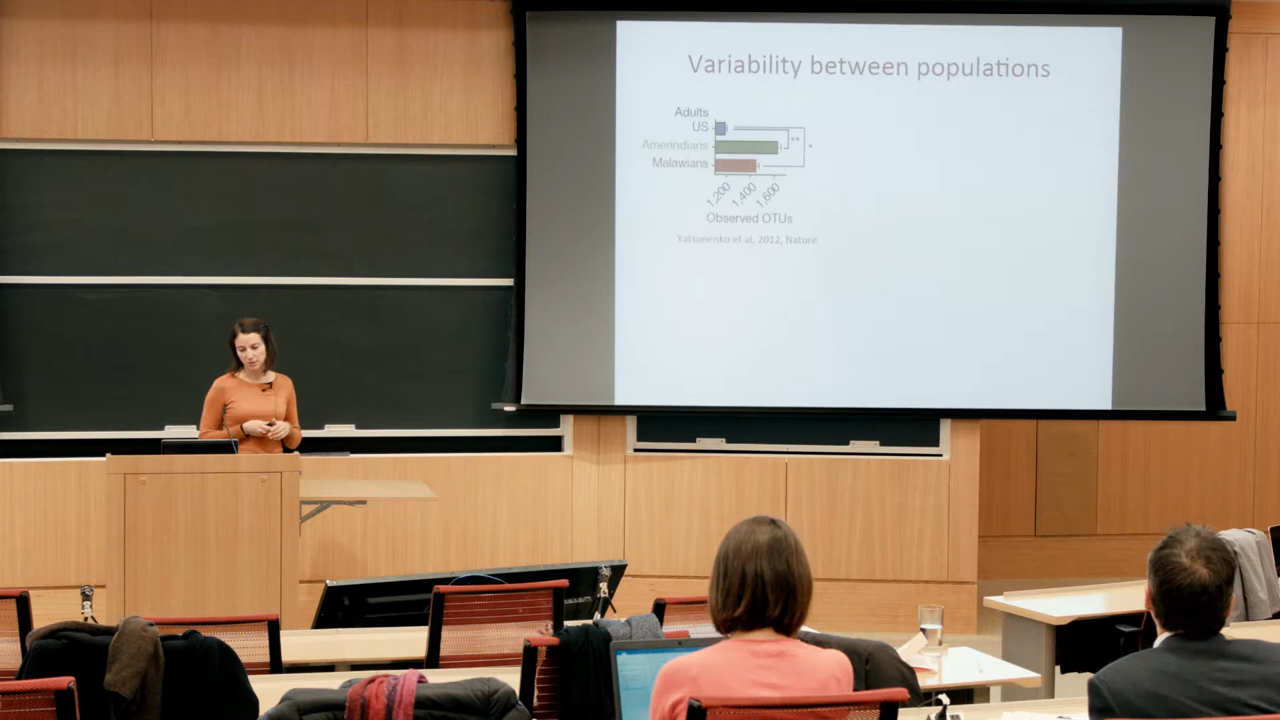 Variability between populations
Adults
US
Amerindians
Malawians
**
*
1,200
1,400
1,600
Observed OTUs
Yatsunenko et al, 2012, Nature